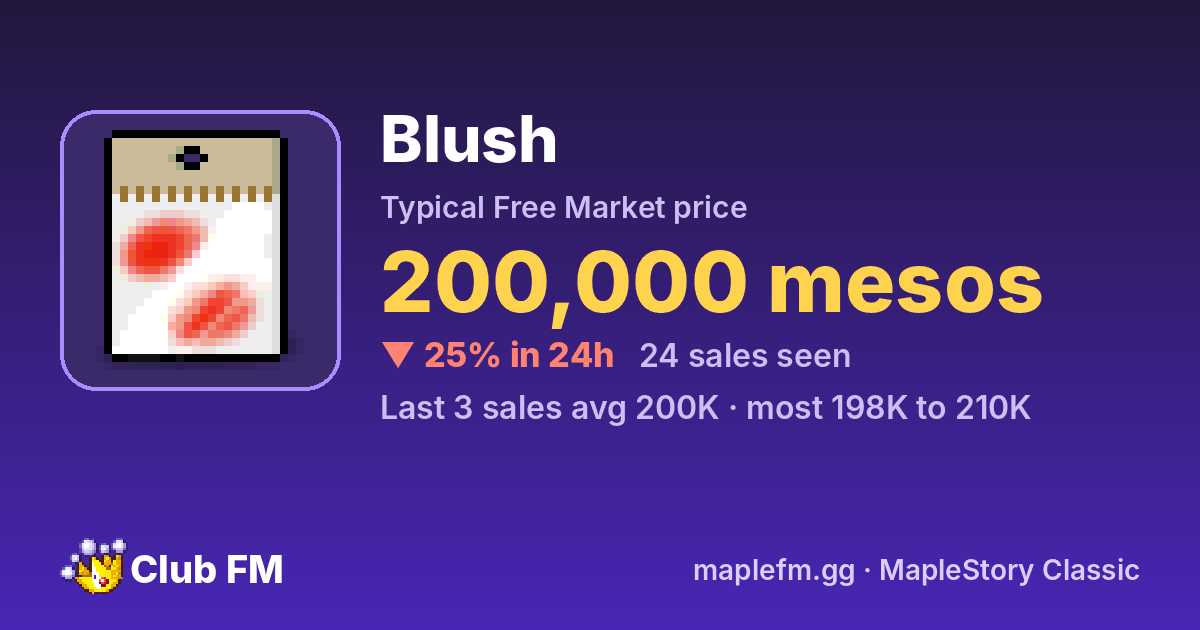 Blush
Typical Free Market price
200,000 mesos
▼ 25% in 24h 24 sales seen
Last 3 sales avg 200K · most 198K to 210K
Club FM
maplefm.gg · MapleStory Classic